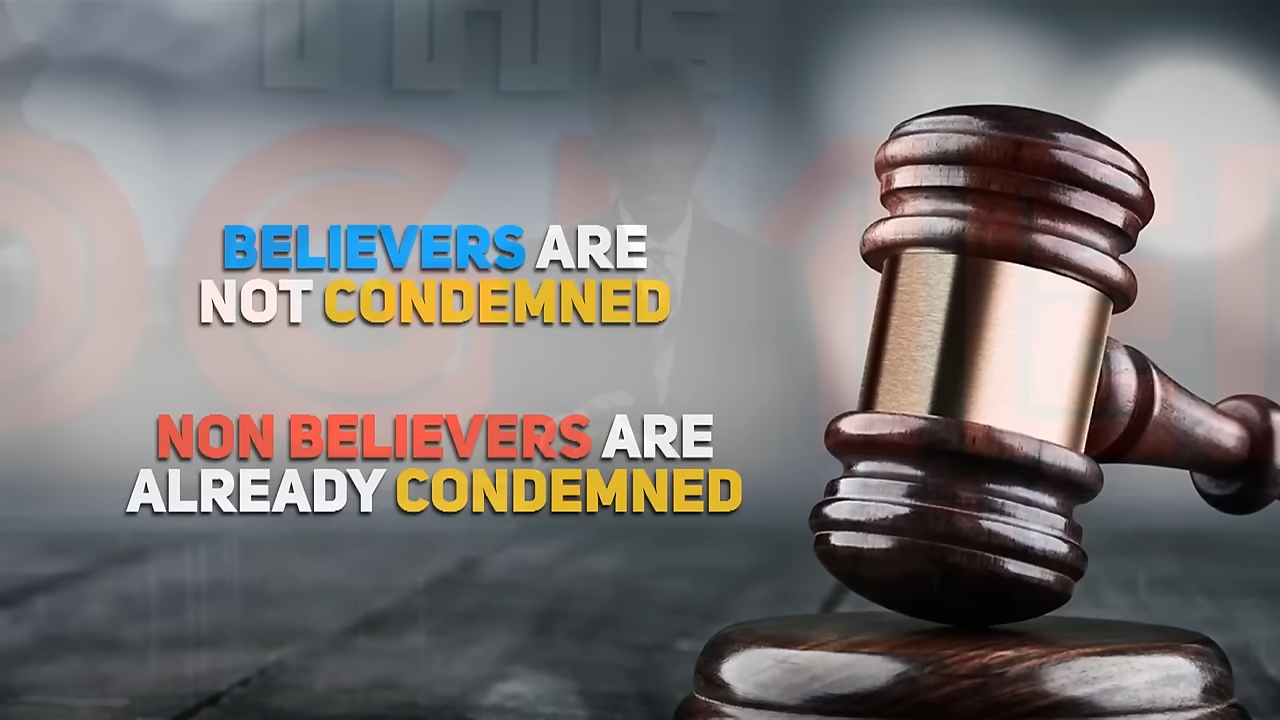 BELIEVERS ARE
NOT CONDEMNED
NON BELIEVERS ARE
ALREADY CONDEMNED